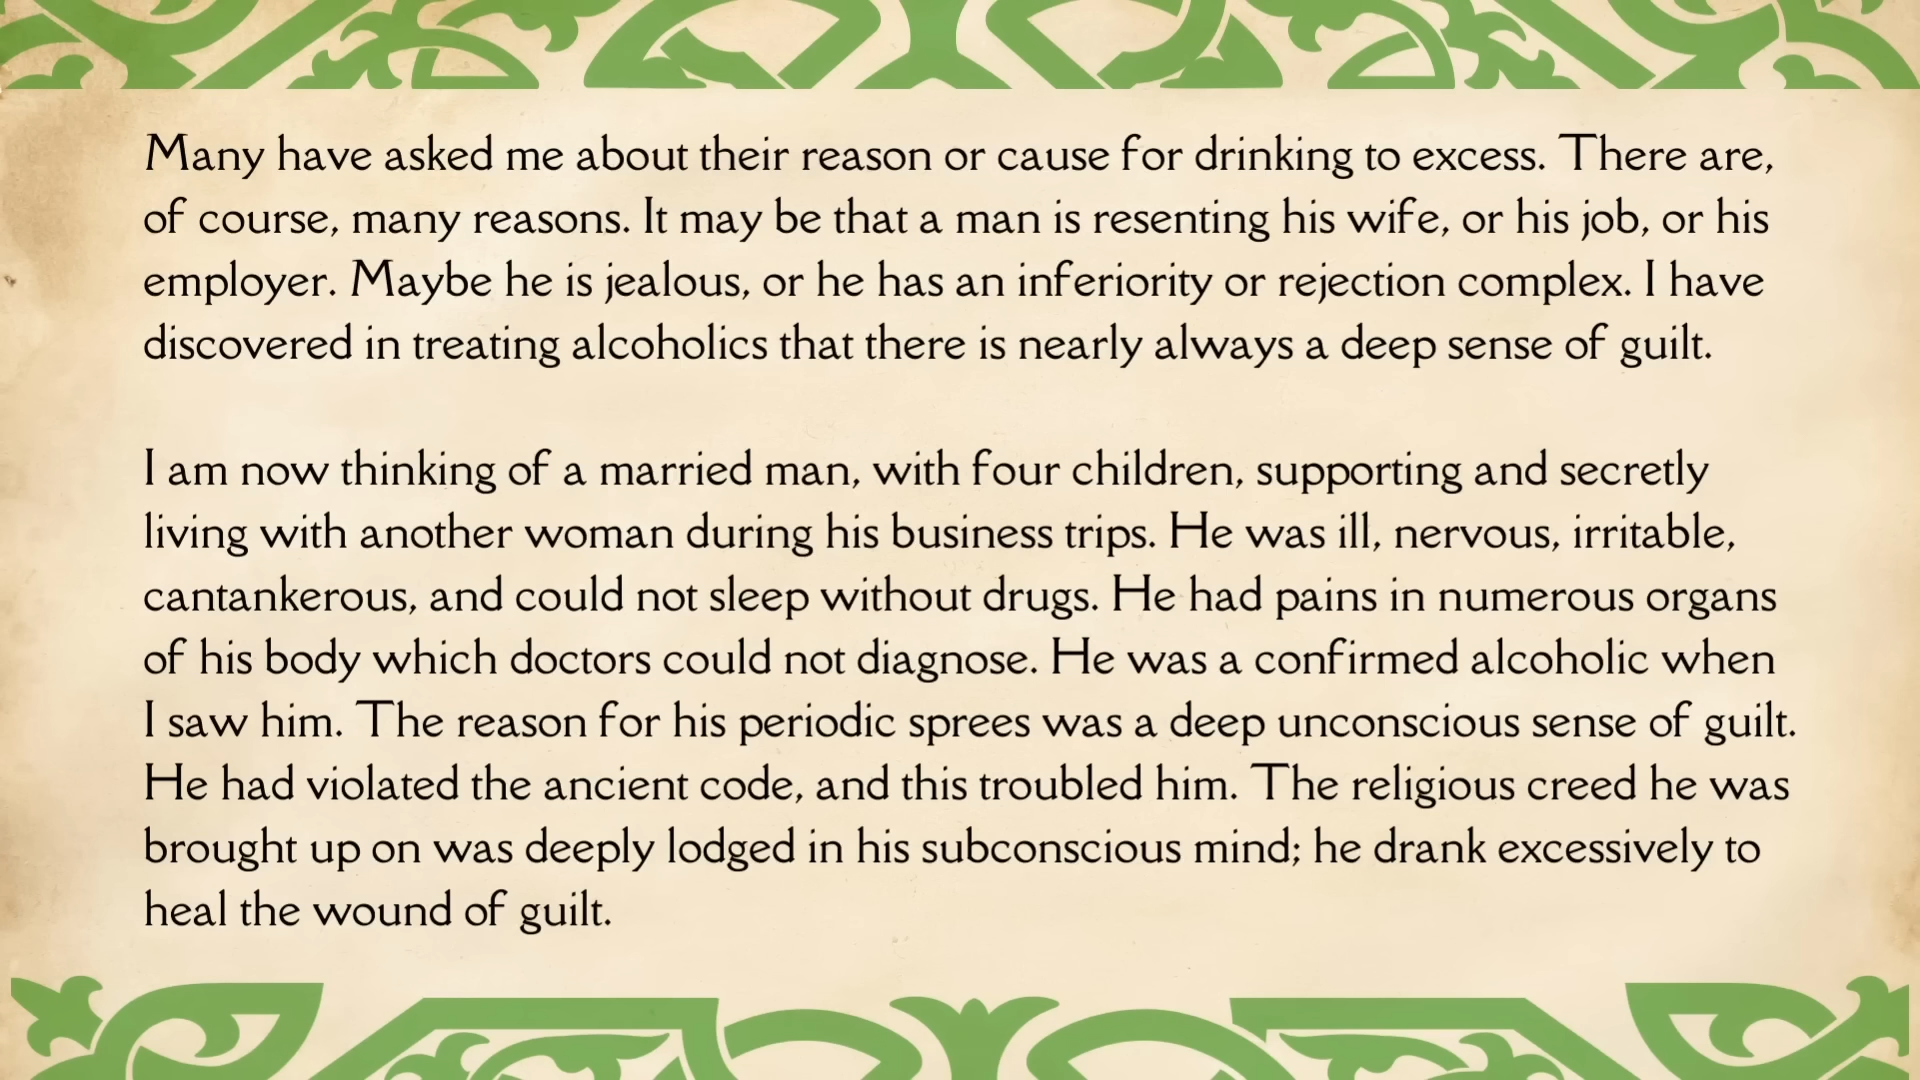 Many have asked me about their reason or cause for drinking to excess. There are,
of course, many reasons. It may be that a man is resenting his wife, or his job, or his
employer. Maybe he is jealous, or he has an inferiority or rejection complex. I have
discovered in treating alcoholics that there is nearly always a deep sense of guilt.
I am now thinking of a married man, with four children, supporting and secretly
living with another woman during his business trips. He was ill, nervous, irritable,
cantankerous, and could not sleep without drugs. He had pains in numerous organs
of his body which doctors could not diagnose. He was a confirmed alcoholic when
I saw him. The reason for his periodic sprees was a deep unconscious sense of guilt.
He had violated the ancient code, and this troubled him. The religious creed he was
brought up on was deeply lodged in his subconscious mind; he drank excessively to
heal the wound of guilt.